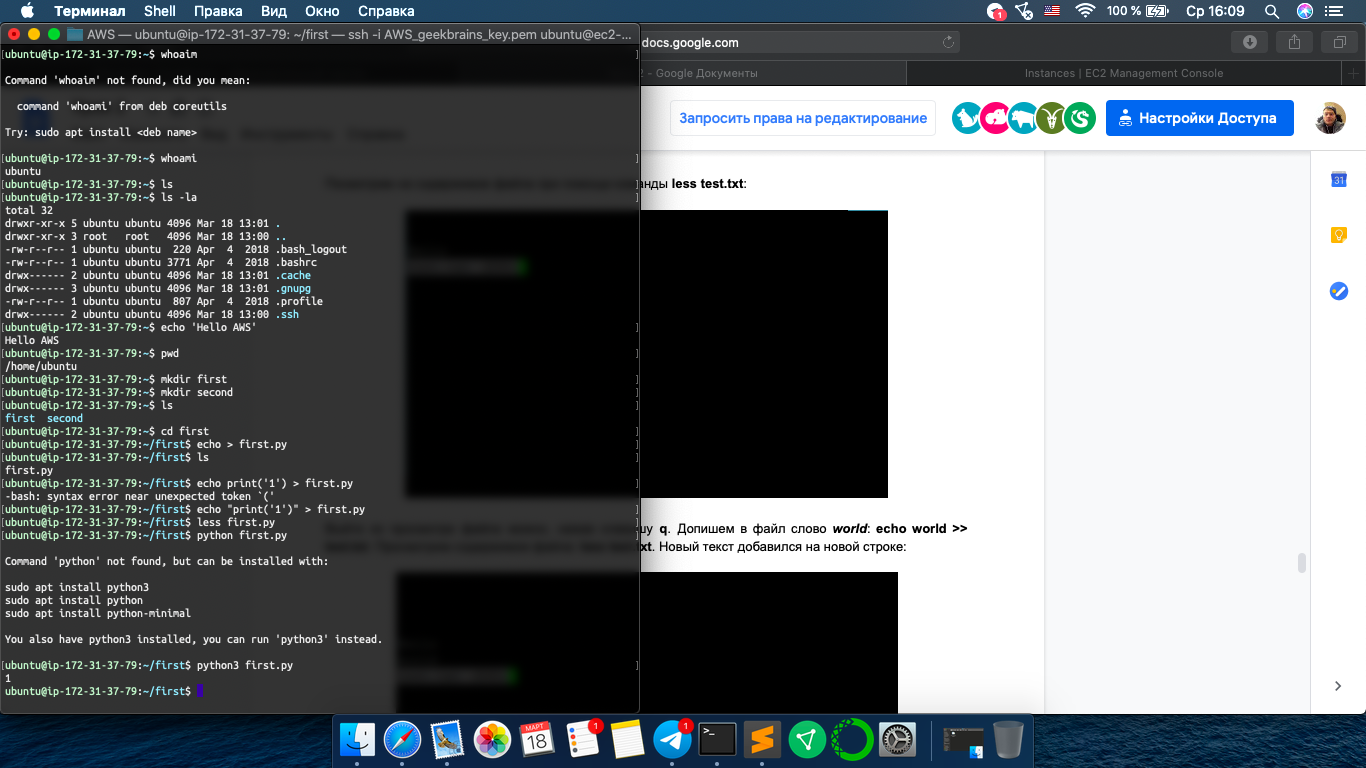 Терминал Shell Правка Вид Окно Справка 1 100 % Ср 16:09
AWS — ubuntu@ip-172-31-37-79: ~/first — ssh -i AWS_geekbrains_key.pem ubuntu@ec2-...
[ubuntu@ip-172-31-37-79:~$ whoaim ]
Command 'whoaim' not found, did you mean:
command 'whoami' from deb coreutils
Try: sudo apt install <deb name>
[ubuntu@ip-172-31-37-79:~$ whoami ]
ubuntu
[ubuntu@ip-172-31-37-79:~$ ls ]
[ubuntu@ip-172-31-37-79:~$ ls -la ]
total 32
drwxr-xr-x 5 ubuntu ubuntu 4096 Mar 18 13:01 .
drwxr-xr-x 3 root   root   4096 Mar 18 13:00 ..
-rw-r--r-- 1 ubuntu ubuntu  220 Apr  4  2018 .bash_logout
-rw-r--r-- 1 ubuntu ubuntu 3771 Apr  4  2018 .bashrc
drwx------ 2 ubuntu ubuntu 4096 Mar 18 13:01 .cache
drwx------ 3 ubuntu ubuntu 4096 Mar 18 13:01 .gnupg
-rw-r--r-- 1 ubuntu ubuntu  807 Apr  4  2018 .profile
drwx------ 2 ubuntu ubuntu 4096 Mar 18 13:00 .ssh
[ubuntu@ip-172-31-37-79:~$ echo 'Hello AWS' ]
Hello AWS
[ubuntu@ip-172-31-37-79:~$ pwd ]
/home/ubuntu
[ubuntu@ip-172-31-37-79:~$ mkdir first ]
[ubuntu@ip-172-31-37-79:~$ mkdir second ]
[ubuntu@ip-172-31-37-79:~$ ls ]
first  second
[ubuntu@ip-172-31-37-79:~$ cd first ]
[ubuntu@ip-172-31-37-79:~/first$ echo > first.py ]
[ubuntu@ip-172-31-37-79:~/first$ ls ]
first.py
[ubuntu@ip-172-31-37-79:~/first$ echo print('1') > first.py ]
-bash: syntax error near unexpected token `('
[ubuntu@ip-172-31-37-79:~/first$ echo "print('1')" > first.py ]
[ubuntu@ip-172-31-37-79:~/first$ less first.py ]
[ubuntu@ip-172-31-37-79:~/first$ python first.py ]
Command 'python' not found, but can be installed with:
sudo apt install python3
sudo apt install python
sudo apt install python-minimal
You also have python3 installed, you can run 'python3' instead.
[ubuntu@ip-172-31-37-79:~/first$ python3 first.py ]
1
ubuntu@ip-172-31-37-79:~/first$
docs.google.com
2 - Google Документы Instances | EC2 Management Console
Запросить права на редактирование Настройки Доступа
less test.txt:
q. Допишем в файл слово world: echo world >>
Новый текст добавился на новой строке:
31
МАРТ
18
1
1
>_